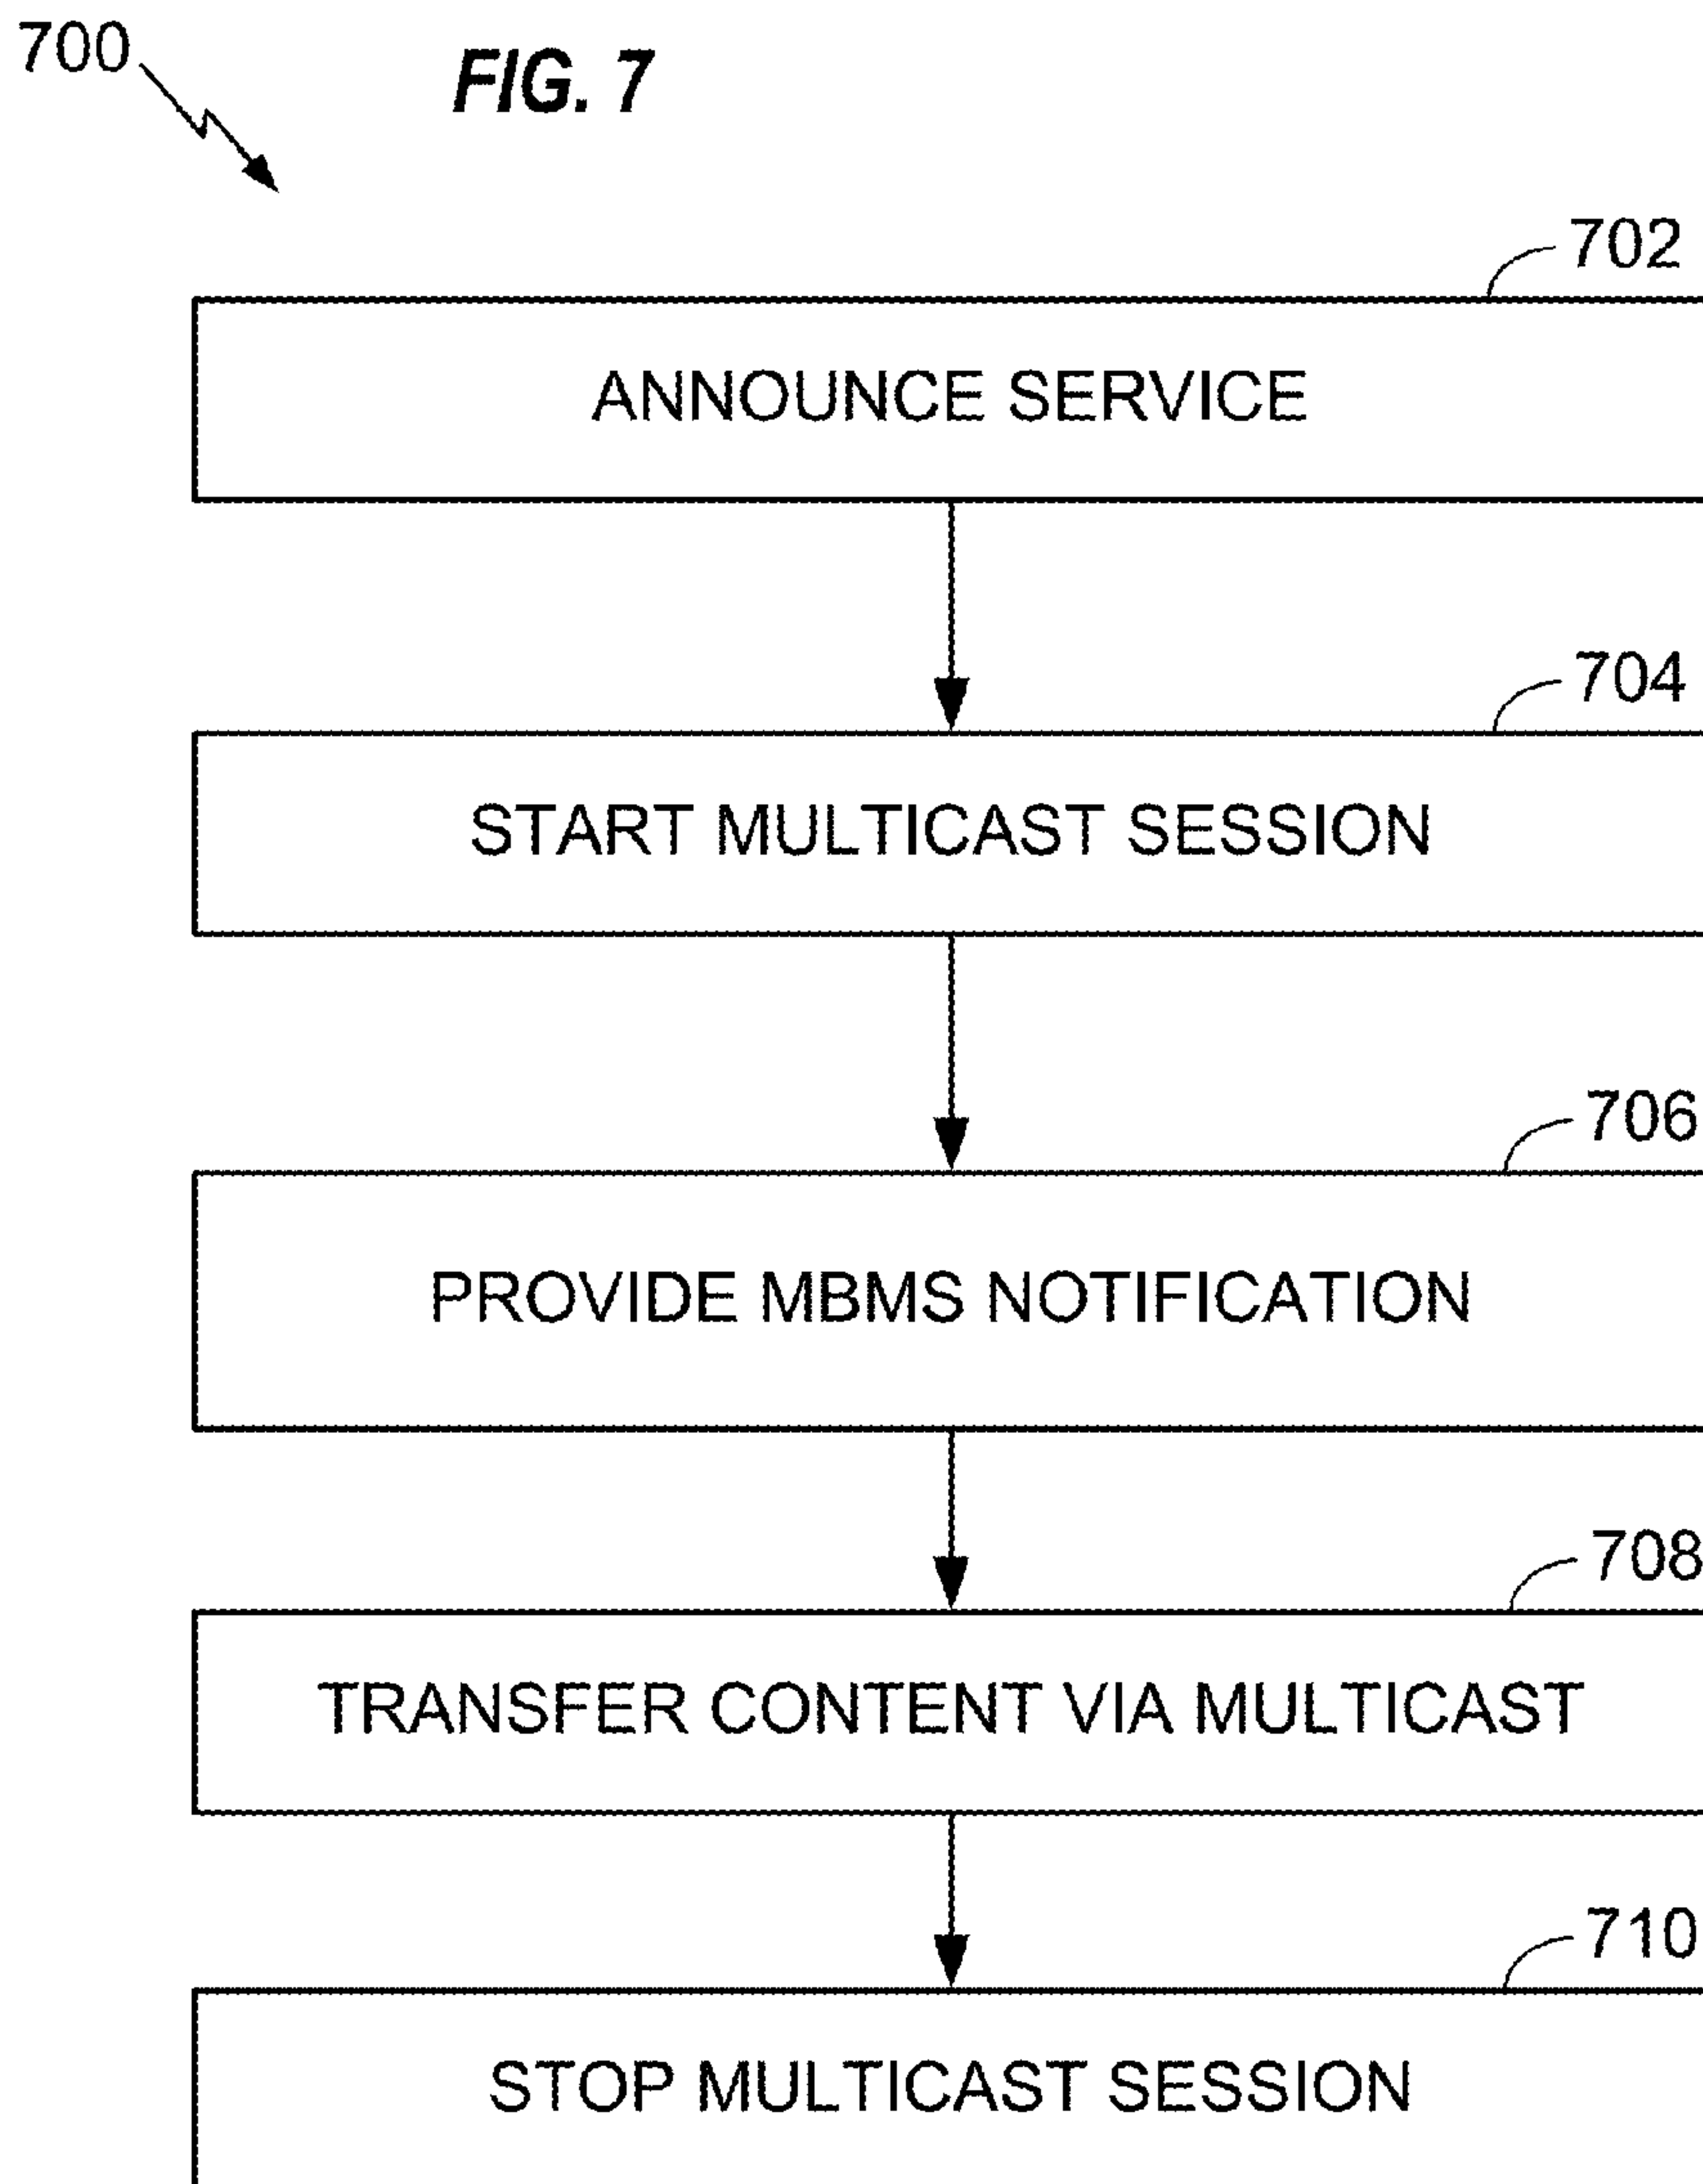 700
FIG. 7
702
ANNOUNCE SERVICE
704
START MULTICAST SESSION
706
PROVIDE MBMS NOTIFICATION
708
TRANSFER CONTENT VIA MULTICAST
710
STOP MULTICAST SESSION